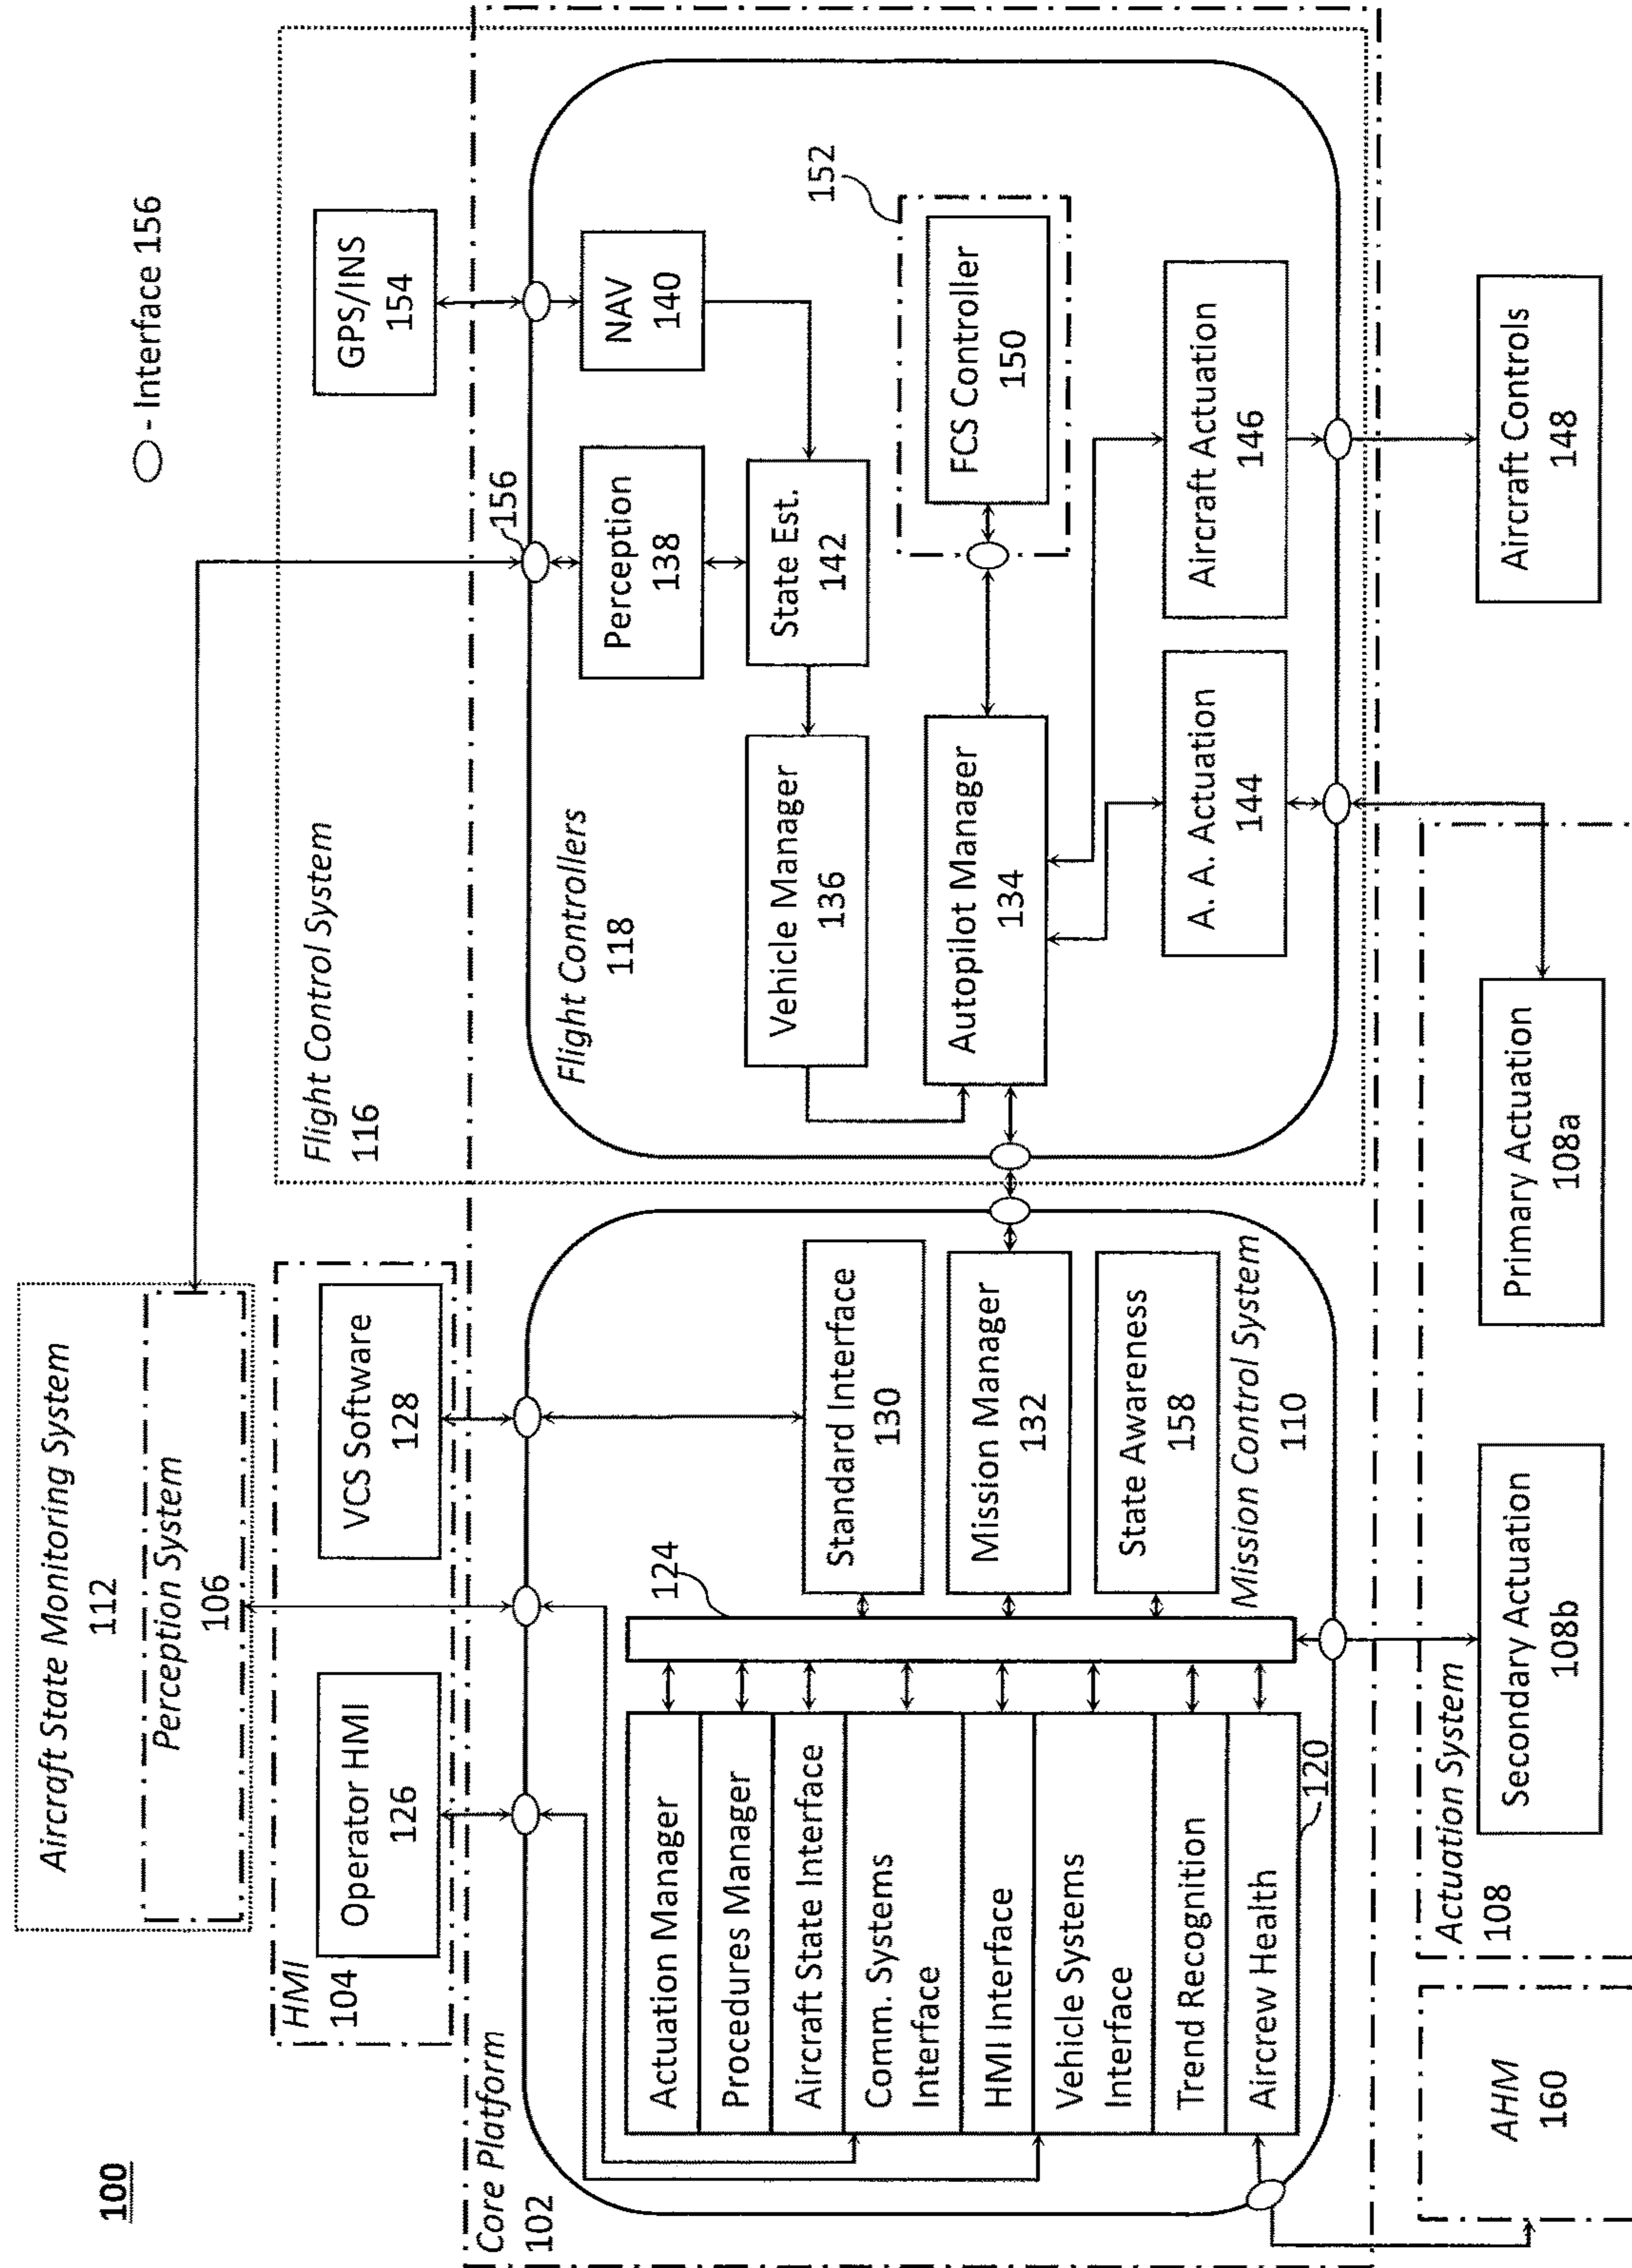 100
Aircraft State Monitoring System
112
Perception System
106
- Interface 156
HMI
104
Operator HMI
126
VCS Software
128
Flight Control System
116
GPS/INS
154
156
Core Platform
102
Actuation Manager
Procedures Manager
Aircraft State Interface
Comm. Systems
Interface
HMI Interface
Vehicle Systems
Interface
Trend Recognition
Aircrew Health
120
124
Standard Interface
130
Mission Manager
132
State Awareness
158
Mission Control System
110
Flight Controllers
118
Perception
138
NAV
140
Vehicle Manager
136
State Est.
142
Autopilot Manager
134
152
FCS Controller
150
A. A. Actuation
144
Aircraft Actuation
146
AHM
160
Actuation System
108
Secondary Actuation
108b
Primary Actuation
108a
Aircraft Controls
148